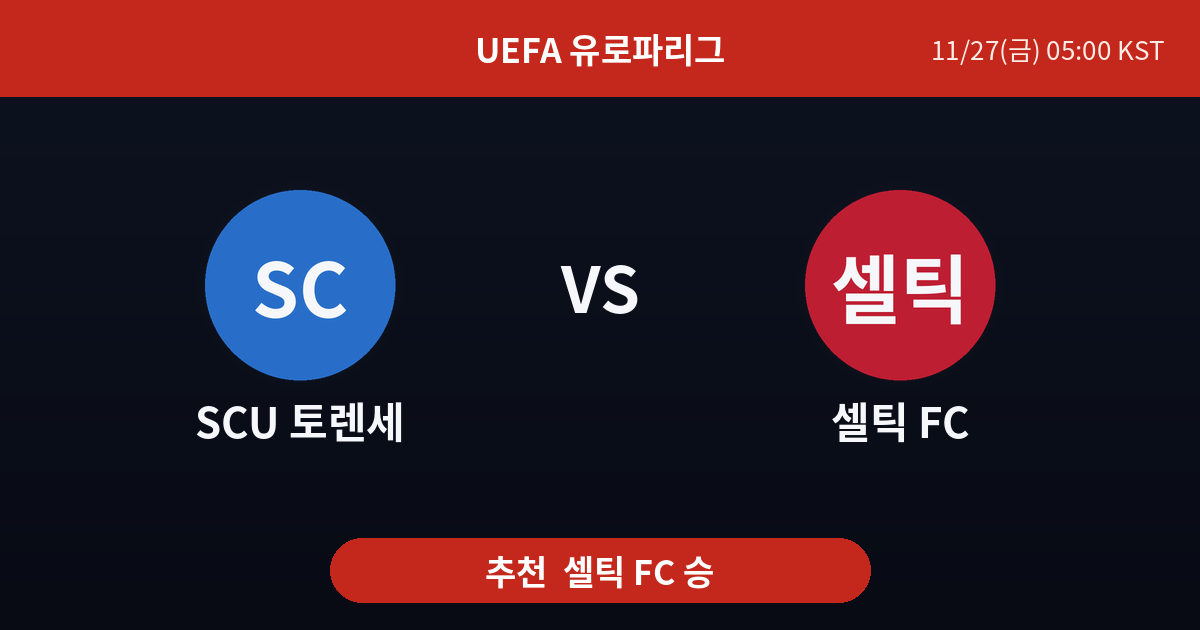 UEFA 유로파리그
11/27(금) 05:00 KST
SC
VS
셀틱
SCU 토렌세
셀틱 FC
추천 셀틱 FC 승